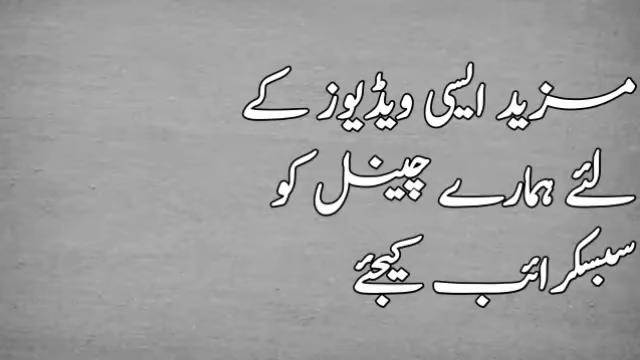 مزید ایسی ویڈیوز کے
لئے ہمارے چینل کو
سبسکرائب کیجئے